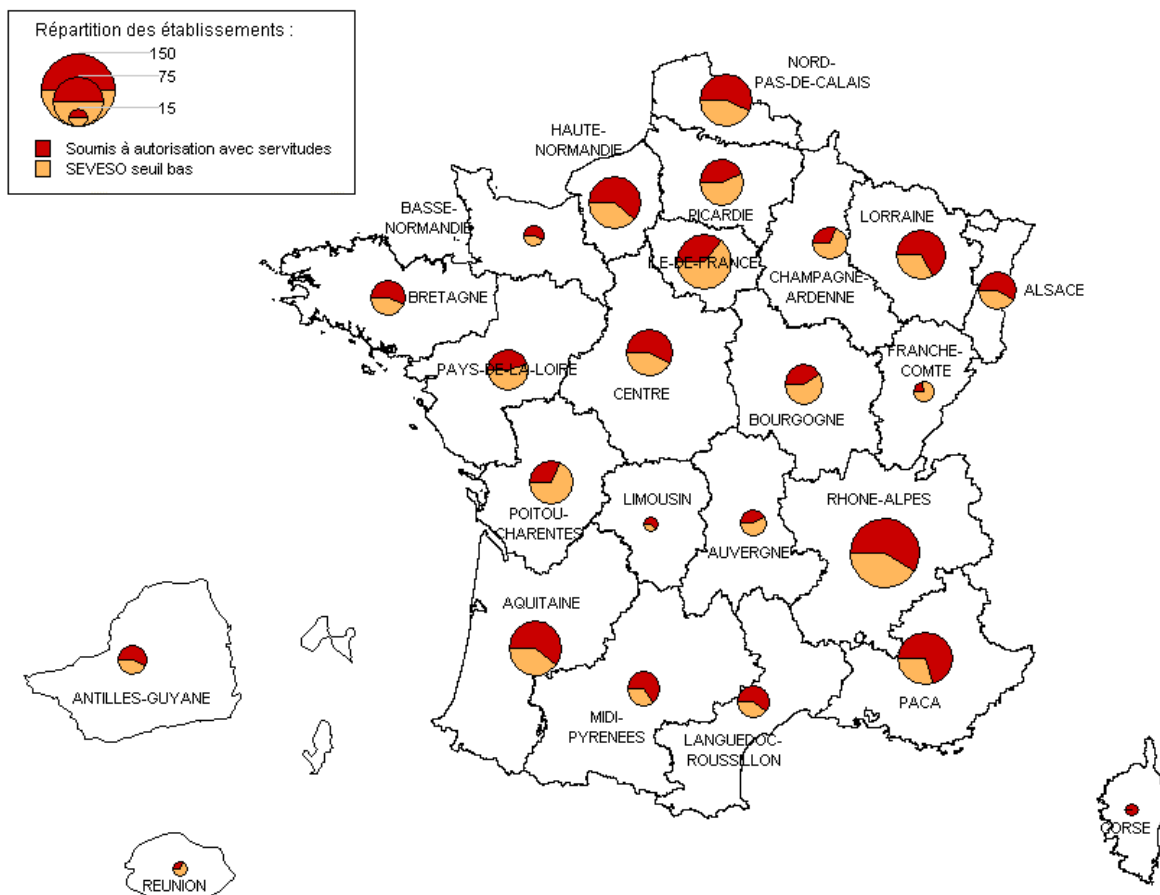 Répartition des établissements :
150
75
15
Soumis à autorisation avec servitudes
SEVESO seuil bas
NORD-
PAS-DE-CALAIS
HAUTE-
NORMANDIE
PICARDIE
BASSE-
NORMANDIE
LORRAINE
ILE-DE-FRANCE
CHAMPAGNE-
ARDENNE
ALSACE
BRETAGNE
PAYS-DE-LA-LOIRE
CENTRE
FRANCHE-
COMTE
BOURGOGNE
POITOU-
CHARENTES
LIMOUSIN
AUVERGNE
RHONE-ALPES
AQUITAINE
ANTILLES-GUYANE
MIDI-
PYRENEES
LANGUEDOC-
ROUSSILLON
PACA
CORSE
REUNION